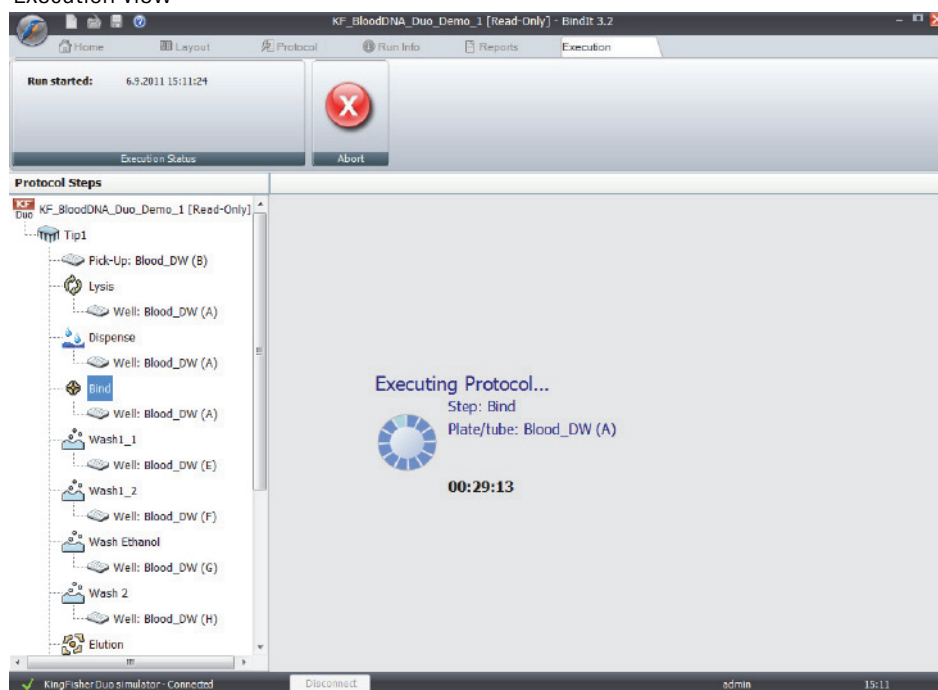 Execution view
KF_BloodDNA_Duo_Demo_1 [Read-Only] - BindIt 3.2
Home Layout Protocol Run Info Reports Execution
Run started: 6.9.2011 15:11:24
Execution Status Abort
Protocol Steps
KF Duo KF_BloodDNA_Duo_Demo_1 [Read-Only]
Tip1
Pick-Up: Blood_DW (B)
Lysis
Well: Blood_DW (A)
Dispense
Well: Blood_DW (A)
Bind
Well: Blood_DW (A)
Wash1_1
Well: Blood_DW (E)
Wash1_2
Well: Blood_DW (F)
Wash Ethanol
Well: Blood_DW (G)
Wash 2
Well: Blood_DW (H)
Elution
Executing Protocol...
Step: Bind
Plate/tube: Blood_DW (A)
00:29:13
KingFisher Duo simulator - Connected Disconnect admin 15:11